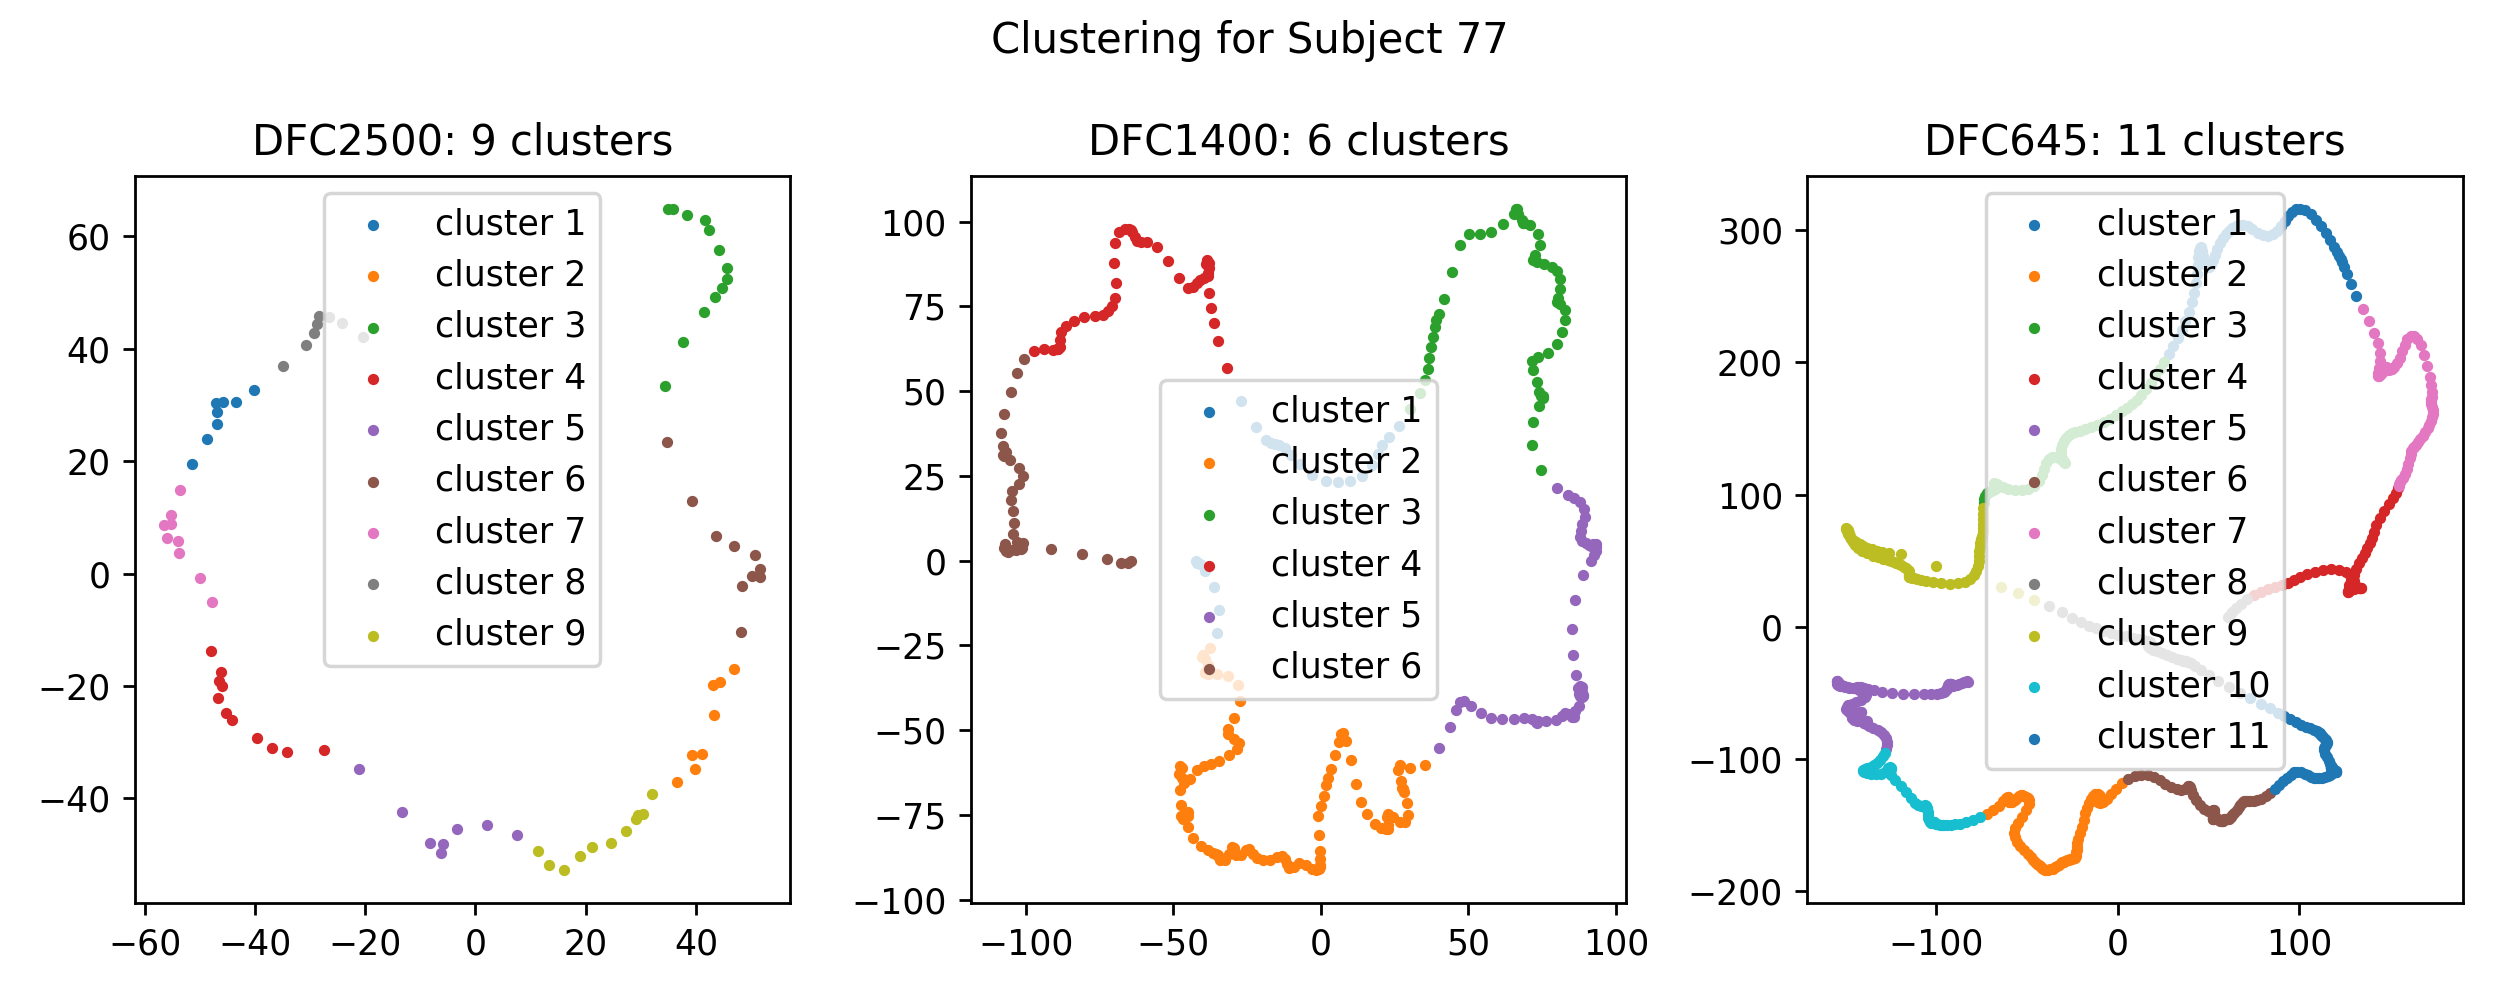 Clustering for Subject 77
DFC2500: 9 clusters
60
40
20
0
−20
−40
−60
−40
−20
0
20
40
cluster 1
cluster 2
cluster 3
cluster 4
cluster 5
cluster 6
cluster 7
cluster 8
cluster 9
DFC1400: 6 clusters
100
75
50
25
0
−25
−50
−75
−100
−100
−50
0
50
100
cluster 1
cluster 2
cluster 3
cluster 4
cluster 5
cluster 6
DFC645: 11 clusters
300
200
100
0
−100
−200
−100
0
100
cluster 1
cluster 2
cluster 3
cluster 4
cluster 5
cluster 6
cluster 7
cluster 8
cluster 9
cluster 10
cluster 11